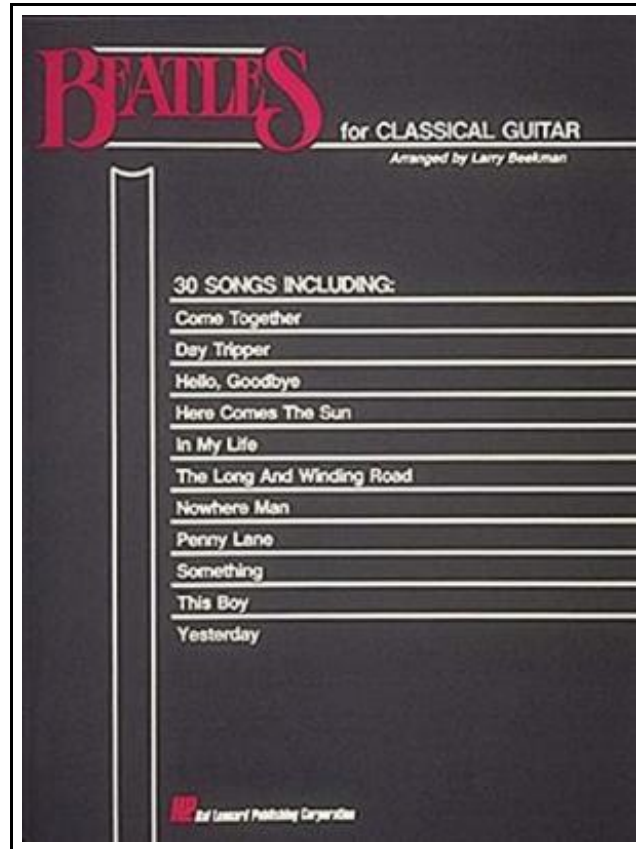 BEATLES
for CLASSICAL GUITAR
Arranged by Larry Beekman
30 SONGS INCLUDING:
Come Together
Day Tripper
Hello, Goodbye
Here Comes The Sun
In My Life
The Long And Winding Road
Nowhere Man
Penny Lane
Something
This Boy
Yesterday
Hal Leonard Publishing Corporation